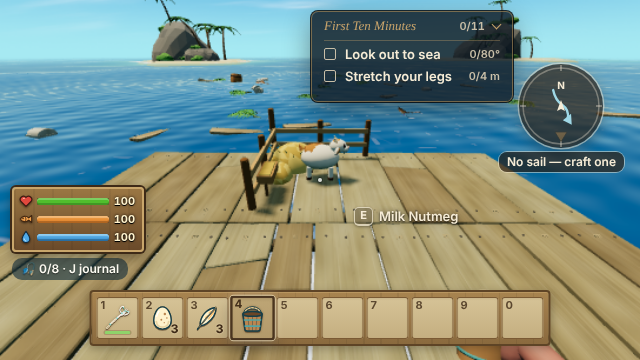 First Ten Minutes 0/11
Look out to sea 0/80°
Stretch your legs 0/4 m
N
No sail — craft one
100
100
100
E Milk Nutmeg
0/8 · J journal
1 2 3 4 5 6 7 8 9 0
3 3